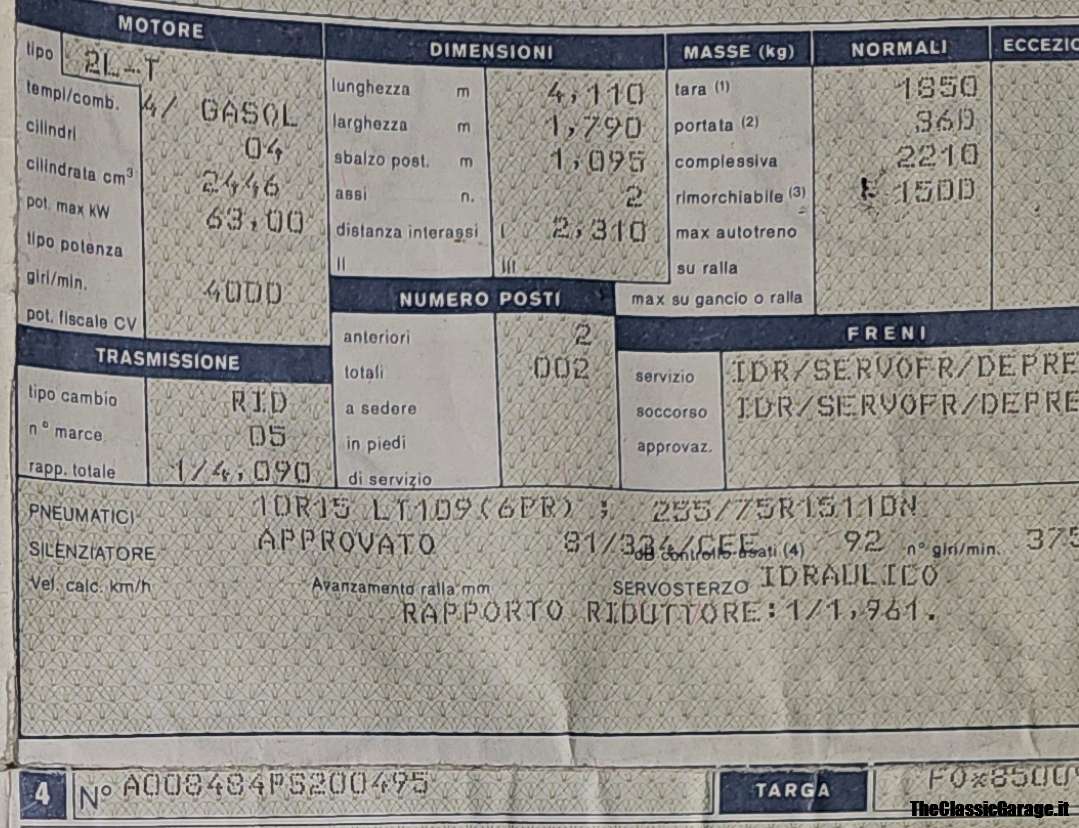 MOTORE
tipo 2L-T
tempi/comb. 4/ GASOL
cilindri 04
cilindrata cm³ 2446
pot. max kW 63,00
tipo potenza
giri/min. 4000
pot. fiscale CV
DIMENSIONI
lunghezza m 4,110
larghezza m 1,790
sbalzo post. m 1,095
assi n. 2
distanza interassi I 2,310
II III
MASSE (kg) NORMALI
tara (1) 1850
portata (2) 360
complessiva 2210
rimorchiabile (3) 1500
max autotreno
su ralla
max su gancio o ralla
TRASMISSIONE
tipo cambio RID
n° marce 05
rapp. totale 1/4,090
NUMERO POSTI
anteriori 2
totali 002
a sedere
in piedi
di servizio
FRENI
servizio IDR/SERVOFR/DEPRE
soccorso IDR/SERVOFR/DEPRE
approvaz.
PNEUMATICI 10R15 LT109(6PR) ; 255/75R15110N
SILENZIATORE APPROVATO 81/334/CEE dB controllo usati (4) 92 n° giri/min. 375
Vel. calc. km/h Avanzamento ralla mm SERVOSTERZO IDRAULICO
RAPPORTO RIDUTTORE:1/1,961.
4 N° A008484PS200495 TARGA
TheClassicGarage.it